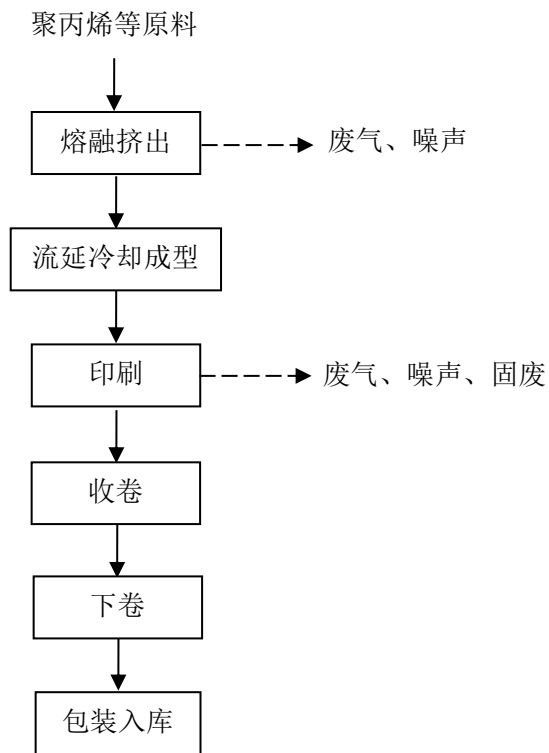 聚丙烯等原料
熔融挤出
废气、噪声
流延冷却成型
印刷
废气、噪声、固废
收卷
下卷
包装入库